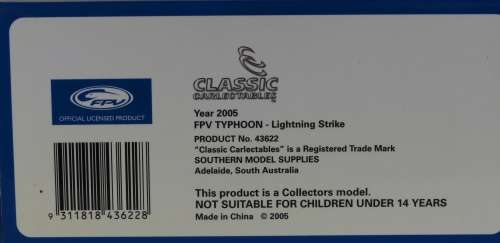 CLASSIC
CARLECTABLES
FPV
OFFICIAL LICENSED PRODUCT
Year 2005
FPV TYPHOON - Lightning Strike
PRODUCT No. 43622
"Classic Carlectables" is a Registered Trade Mark
SOUTHERN MODEL SUPPLIES
Adelaide, South Australia
This product is a Collectors model.
NOT SUITABLE FOR CHILDREN UNDER 14 YEARS
Made in China © 2005
9 311818 436228